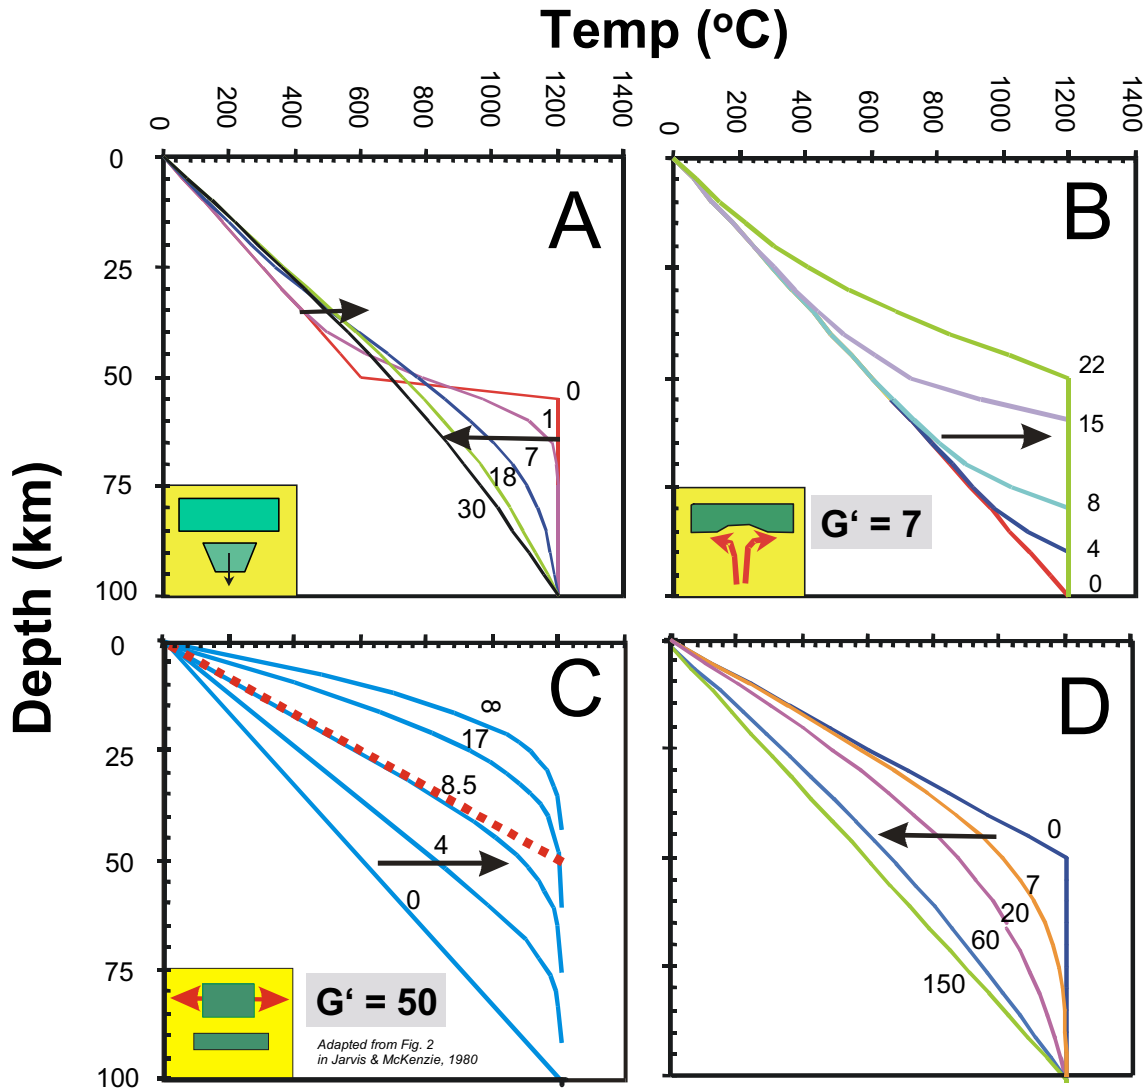 Temp (oC)
0 200 400 600 800 1000 1200 1400
0 200 400 600 800 1000 1200 1400
Depth (km)
0
25
50
75
100
A
0
1
7
18
30
B
22
15
8
4
0
G‘ = 7
0
25
50
75
100
C
∞
17
8.5
4
0
G‘ = 50
Adapted from Fig. 2
in Jarvis & McKenzie, 1980
D
0
7
20
60
150